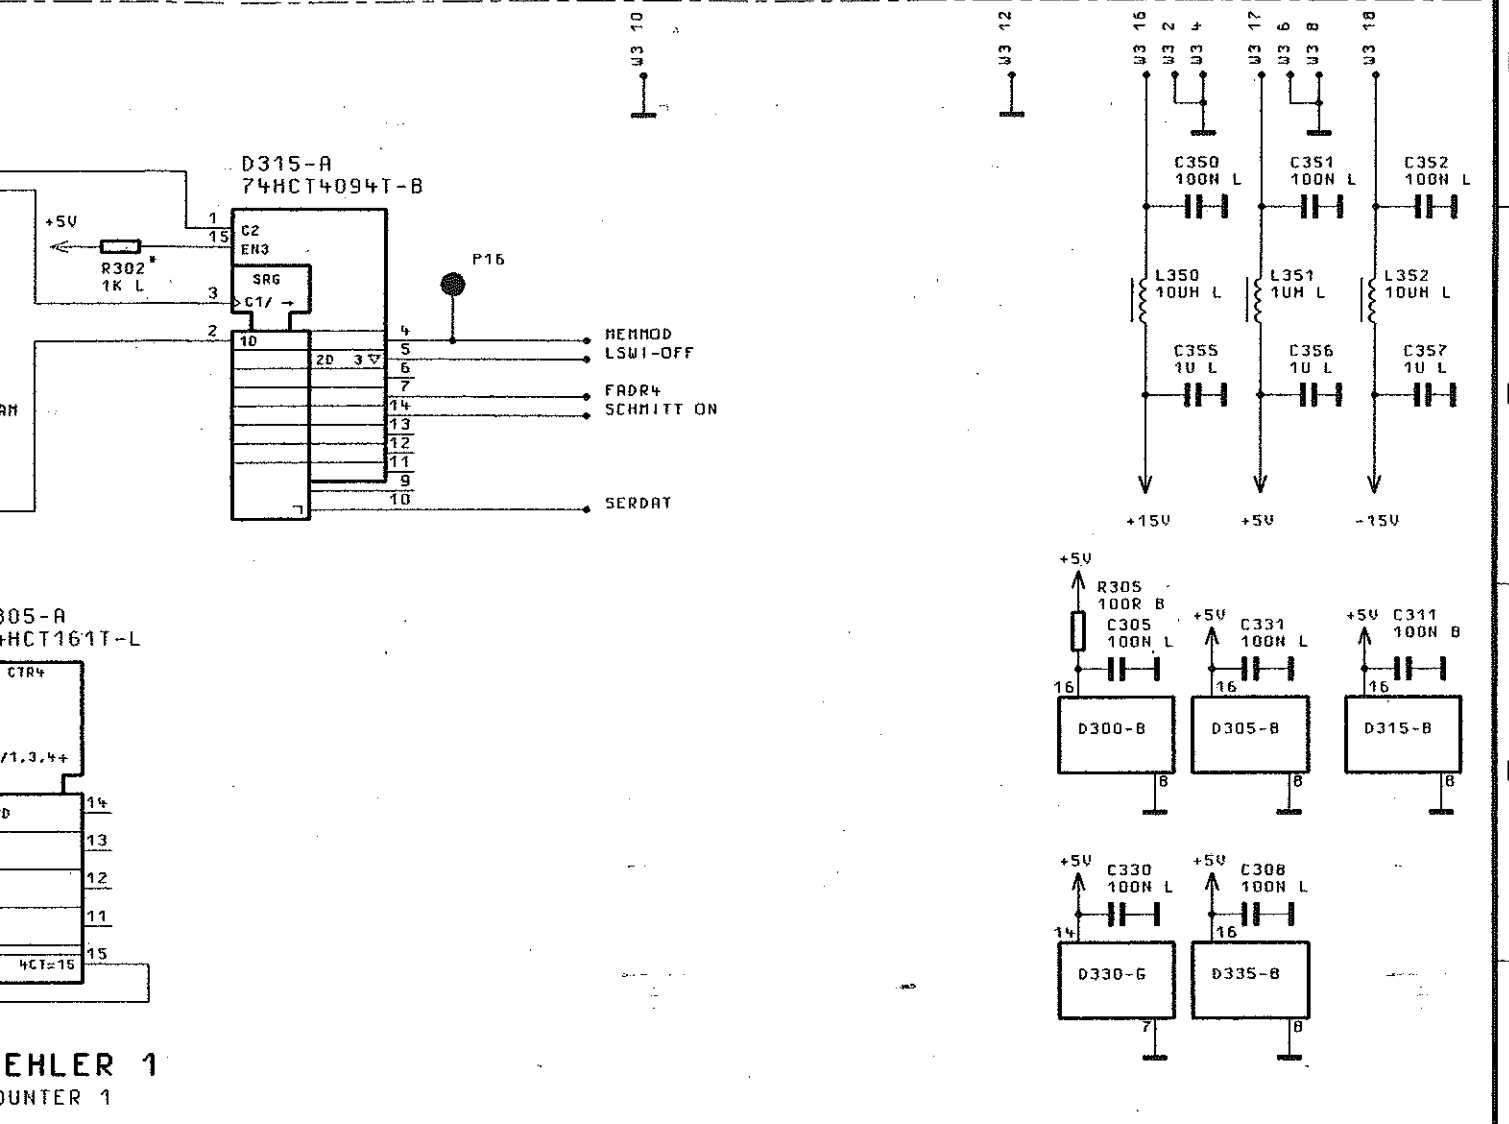 W3 10
W3 12
W3 16
W3 2
W3 4
W3 17
W3 6
W3 8
W3 18
D315-A
74HCT4094T-B
+5V
R302*
1K L
1
15
3
2
C2
EN3
SRG
C1/ →
1D
2D 3 ▽
4
5
6
7
14
13
12
11
9
10
P16
MEMMOD
LSW1-OFF
FADR4
SCHMITT ON
SERDAT
C350
100N L
C351
100N L
C352
100N L
L350
10UH L
L351
1UH L
L352
10UH L
C355
1U L
C356
1U L
C357
1U L
+15V
+5V
-15V
+5V
R305
100R B
C305
100N L
16
D300-B
8
+5V
C331
100N L
16
D305-B
8
+5V
C311
100N B
16
D315-B
8
+5V
C330
100N L
14
D330-G
7
+5V
C308
100N L
16
D335-B
8
305-A
HCT161T-L
CTR4
/1,3,4+
D
14
13
12
11
15
4CT=15
EHLER 1
OUNTER 1